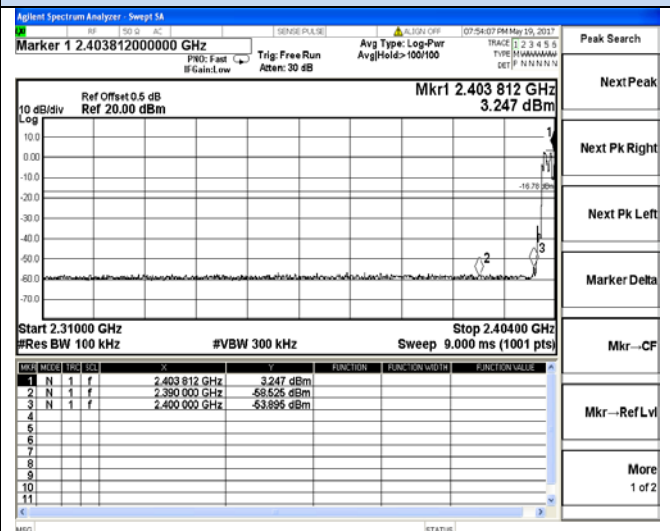 Agilent Spectrum Analyzer - Swept SA
RF 50 Ω AC SENSE:PULSE ALIGN OFF 07:54:07 PM May 19, 2017
Marker 1 2.403812000000 GHz
PNO: Fast
IFGain:Low
Trig: Free Run
Atten: 30 dB
Avg Type: Log-Pwr
Avg|Hold:> 100/100
TRACE 1 2 3 4 5 6
TYPE
DET P N N N N N
Peak Search
Next Peak
Next Pk Right
Next Pk Left
Marker Delta
Mkr→CF
Mkr→Ref Lvl
More
1 of 2
Mkr1 2.403 812 GHz
3.247 dBm
Ref Offset 0.5 dB
10 dB/div Ref 20.00 dBm
Log
10.0
0.00
-10.0
-20.0
-30.0
-40.0
-50.0
-60.0
-70.0
1
-16.78 dBm
2
3
Start 2.31000 GHz Stop 2.40400 GHz
#Res BW 100 kHz #VBW 300 kHz Sweep 9.000 ms (1001 pts)
MKR MODE TRC SCL X Y FUNCTION FUNCTION WIDTH FUNCTION VALUE
1 N 1 f 2.403 812 GHz 3.247 dBm
2 N 1 f 2.390 000 GHz -58.525 dBm
3 N 1 f 2.400 000 GHz -53.895 dBm
4
5
6
7
8
9
10
11
MSG STATUS